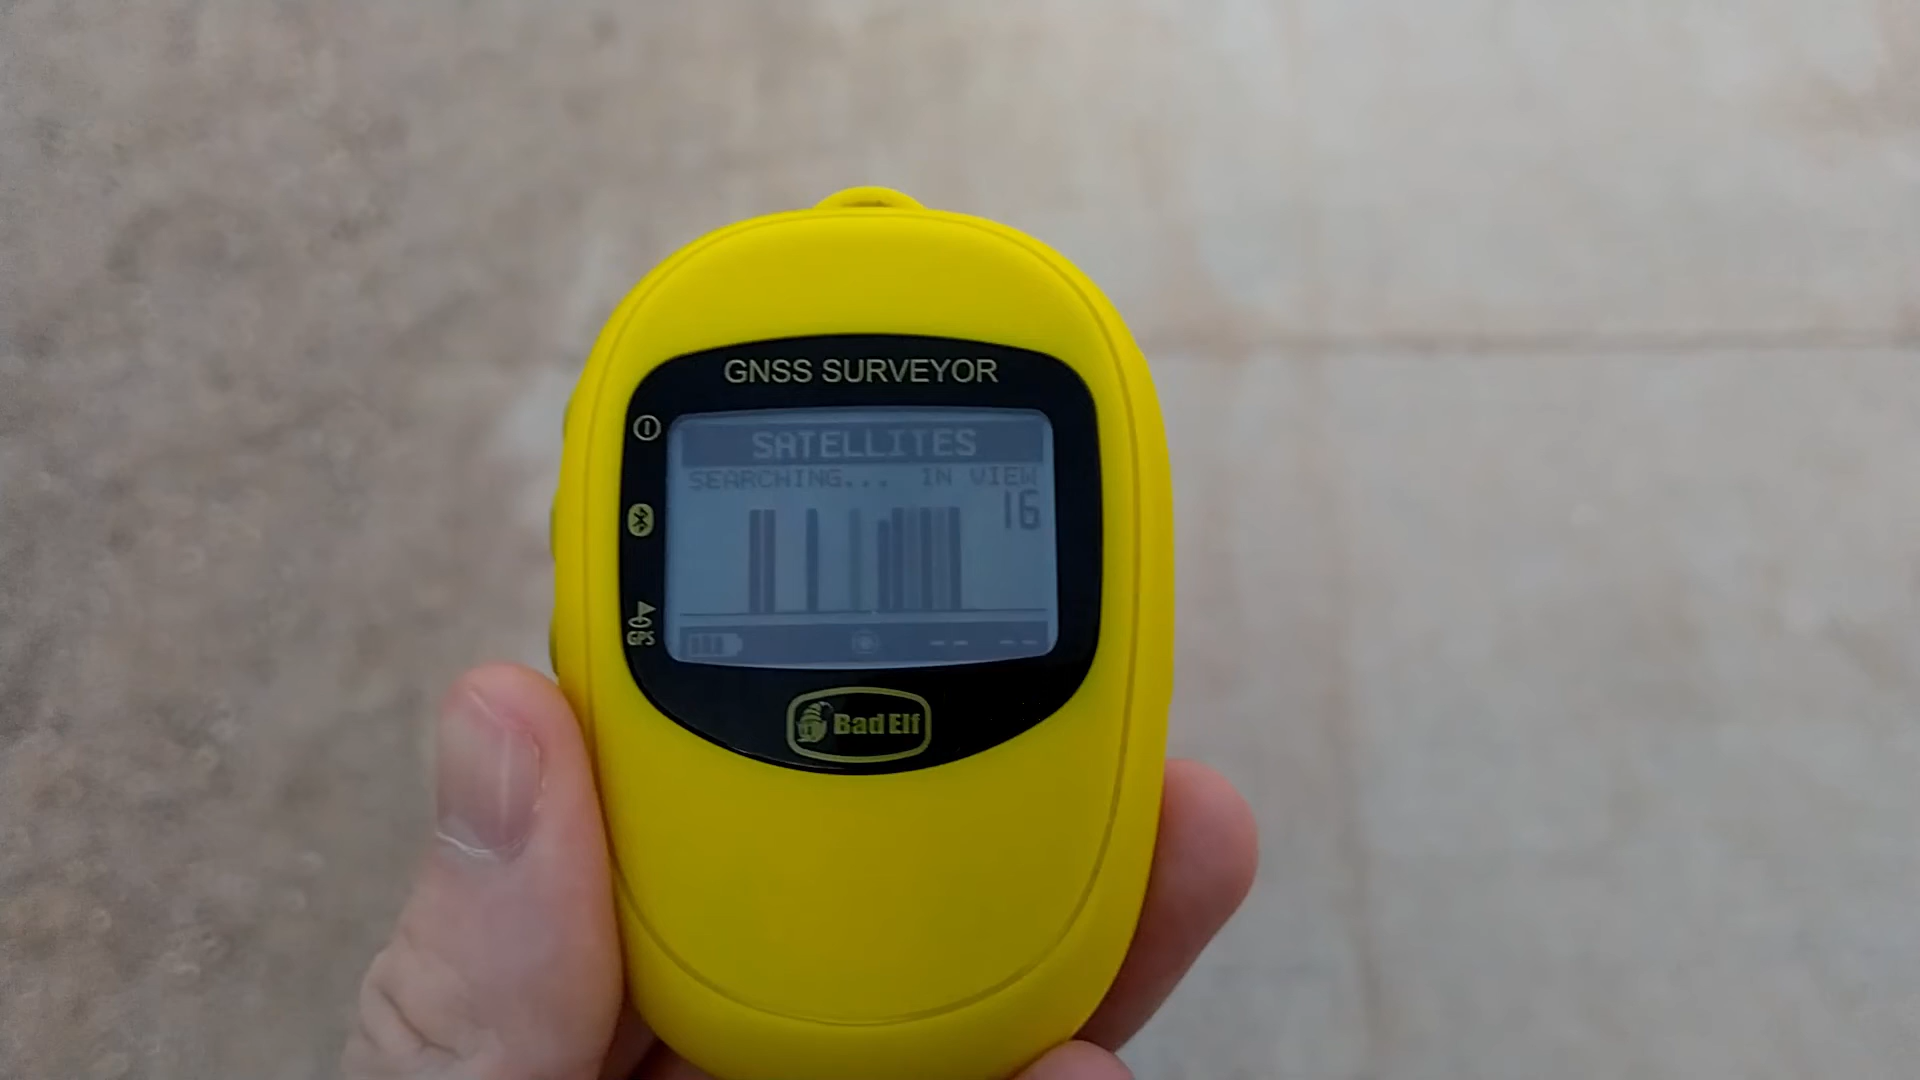 GNSS SURVEYOR
SATELLITES
SEARCHING... IN VIEW
16
GPS
-- --
Bad Elf